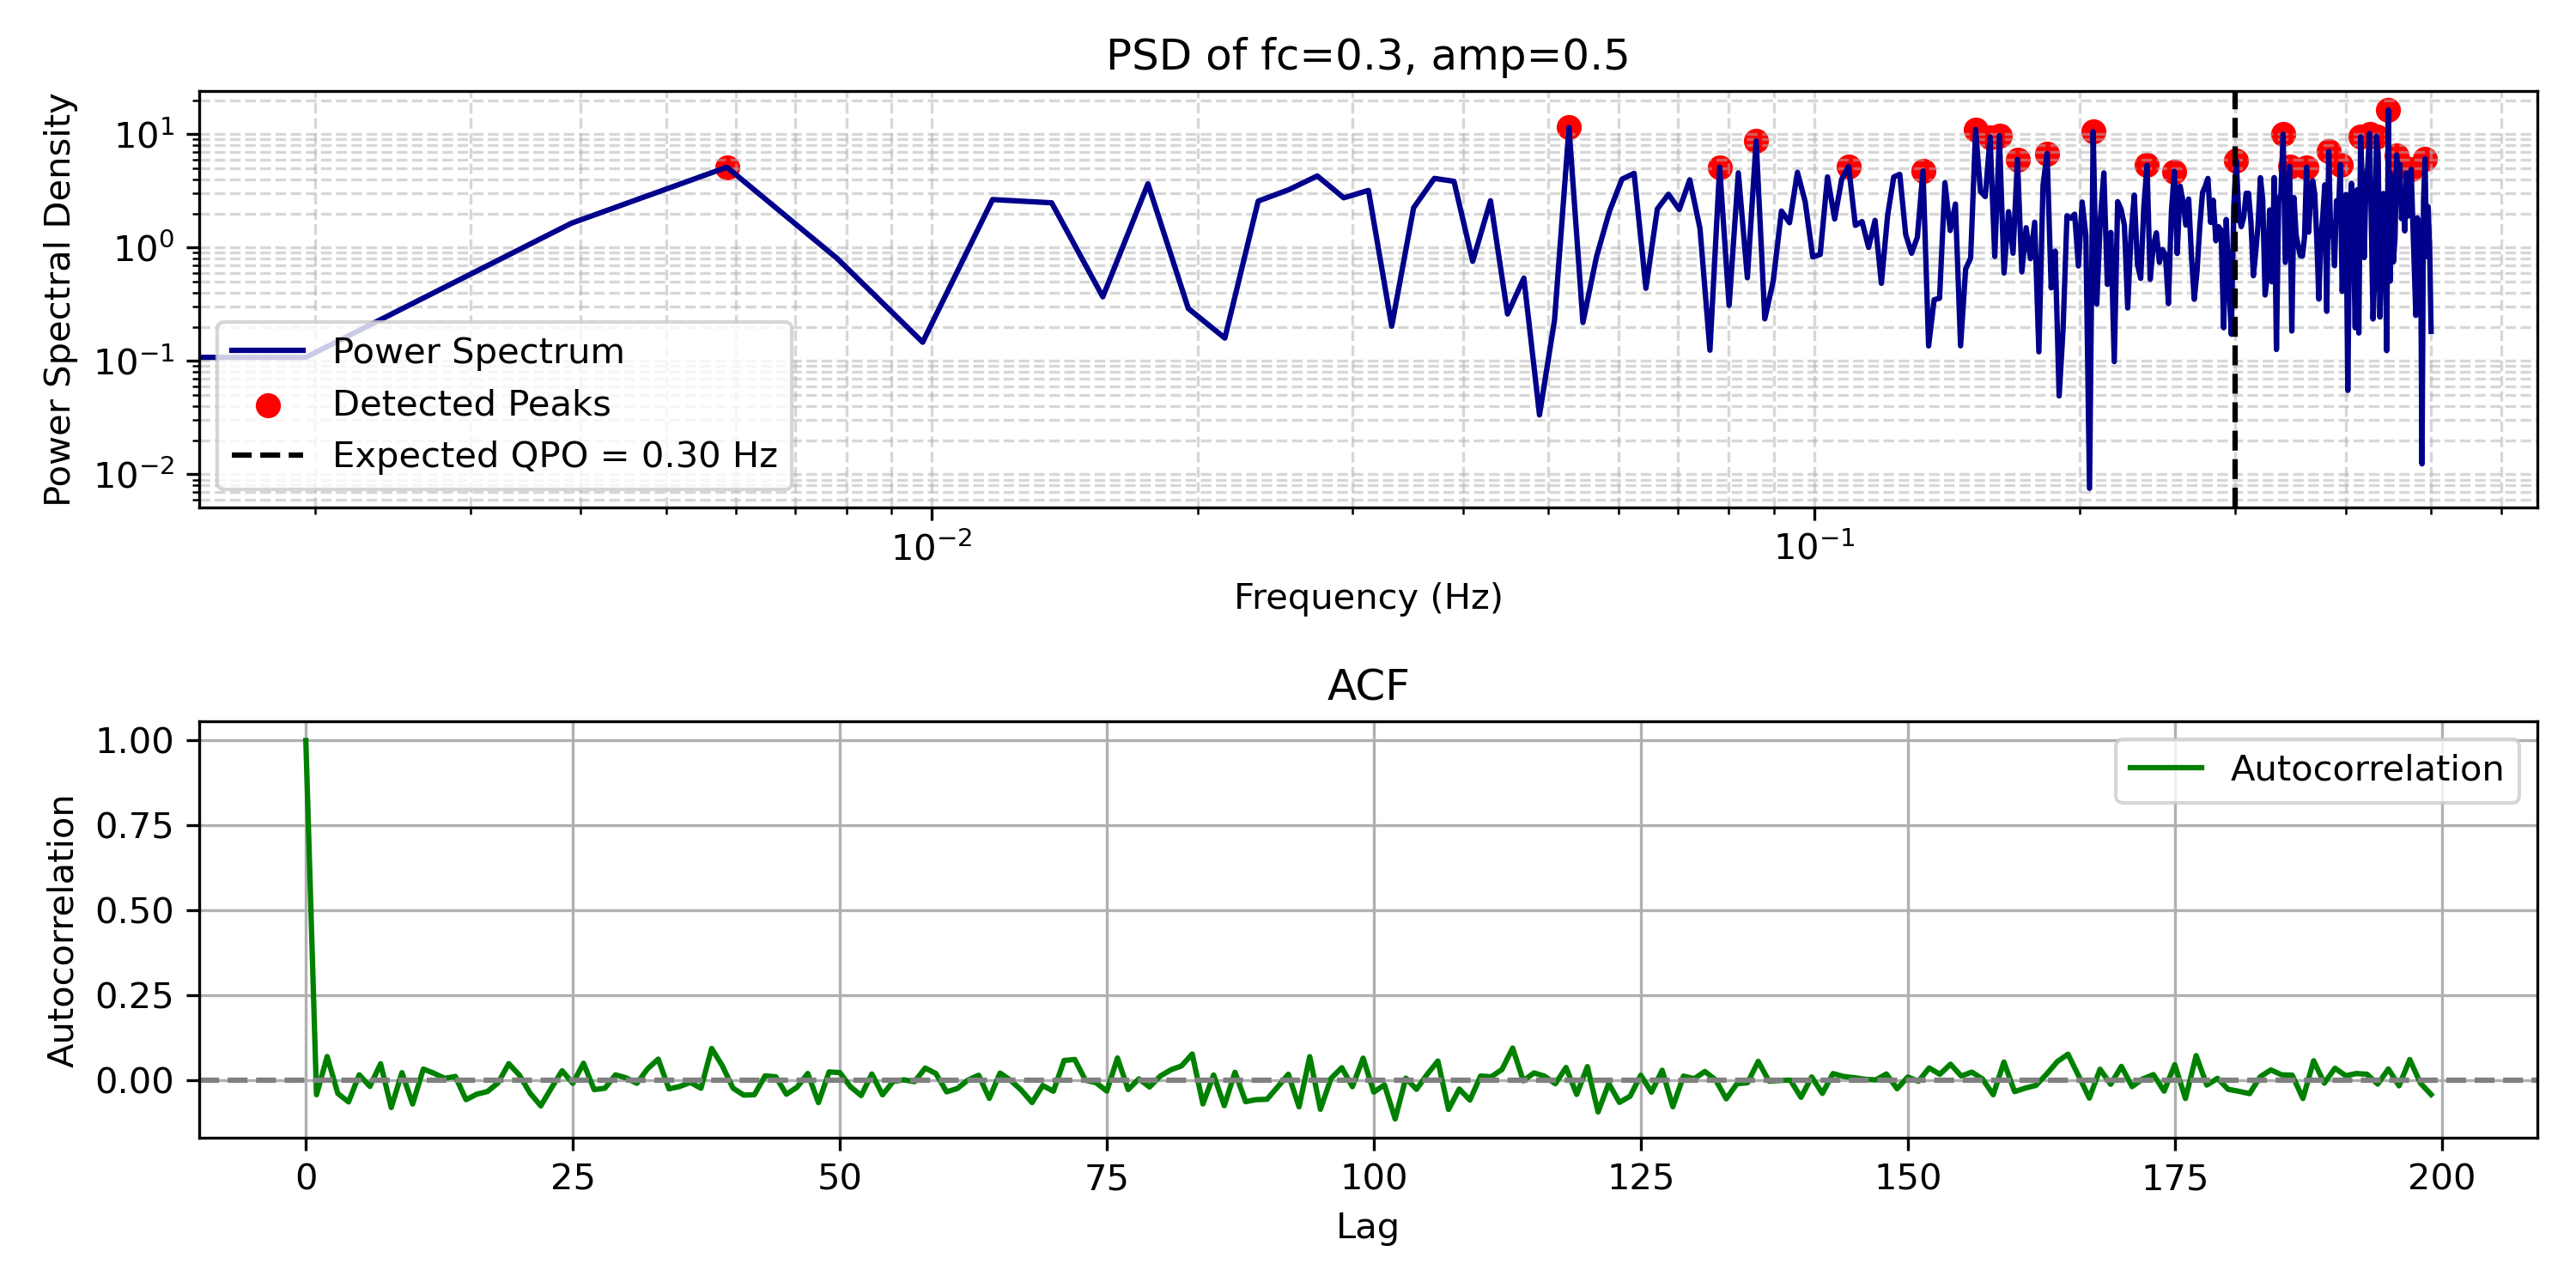 PSD of fc=0.3, amp=0.5
Power Spectral Density
10¹
10⁰
10⁻¹
10⁻²
Power Spectrum
Detected Peaks
Expected QPO = 0.30 Hz
10⁻² 10⁻¹
Frequency (Hz)
ACF
Autocorrelation
1.00
0.75
0.50
0.25
0.00
Autocorrelation
0 25 50 75 100 125 150 175 200
Lag